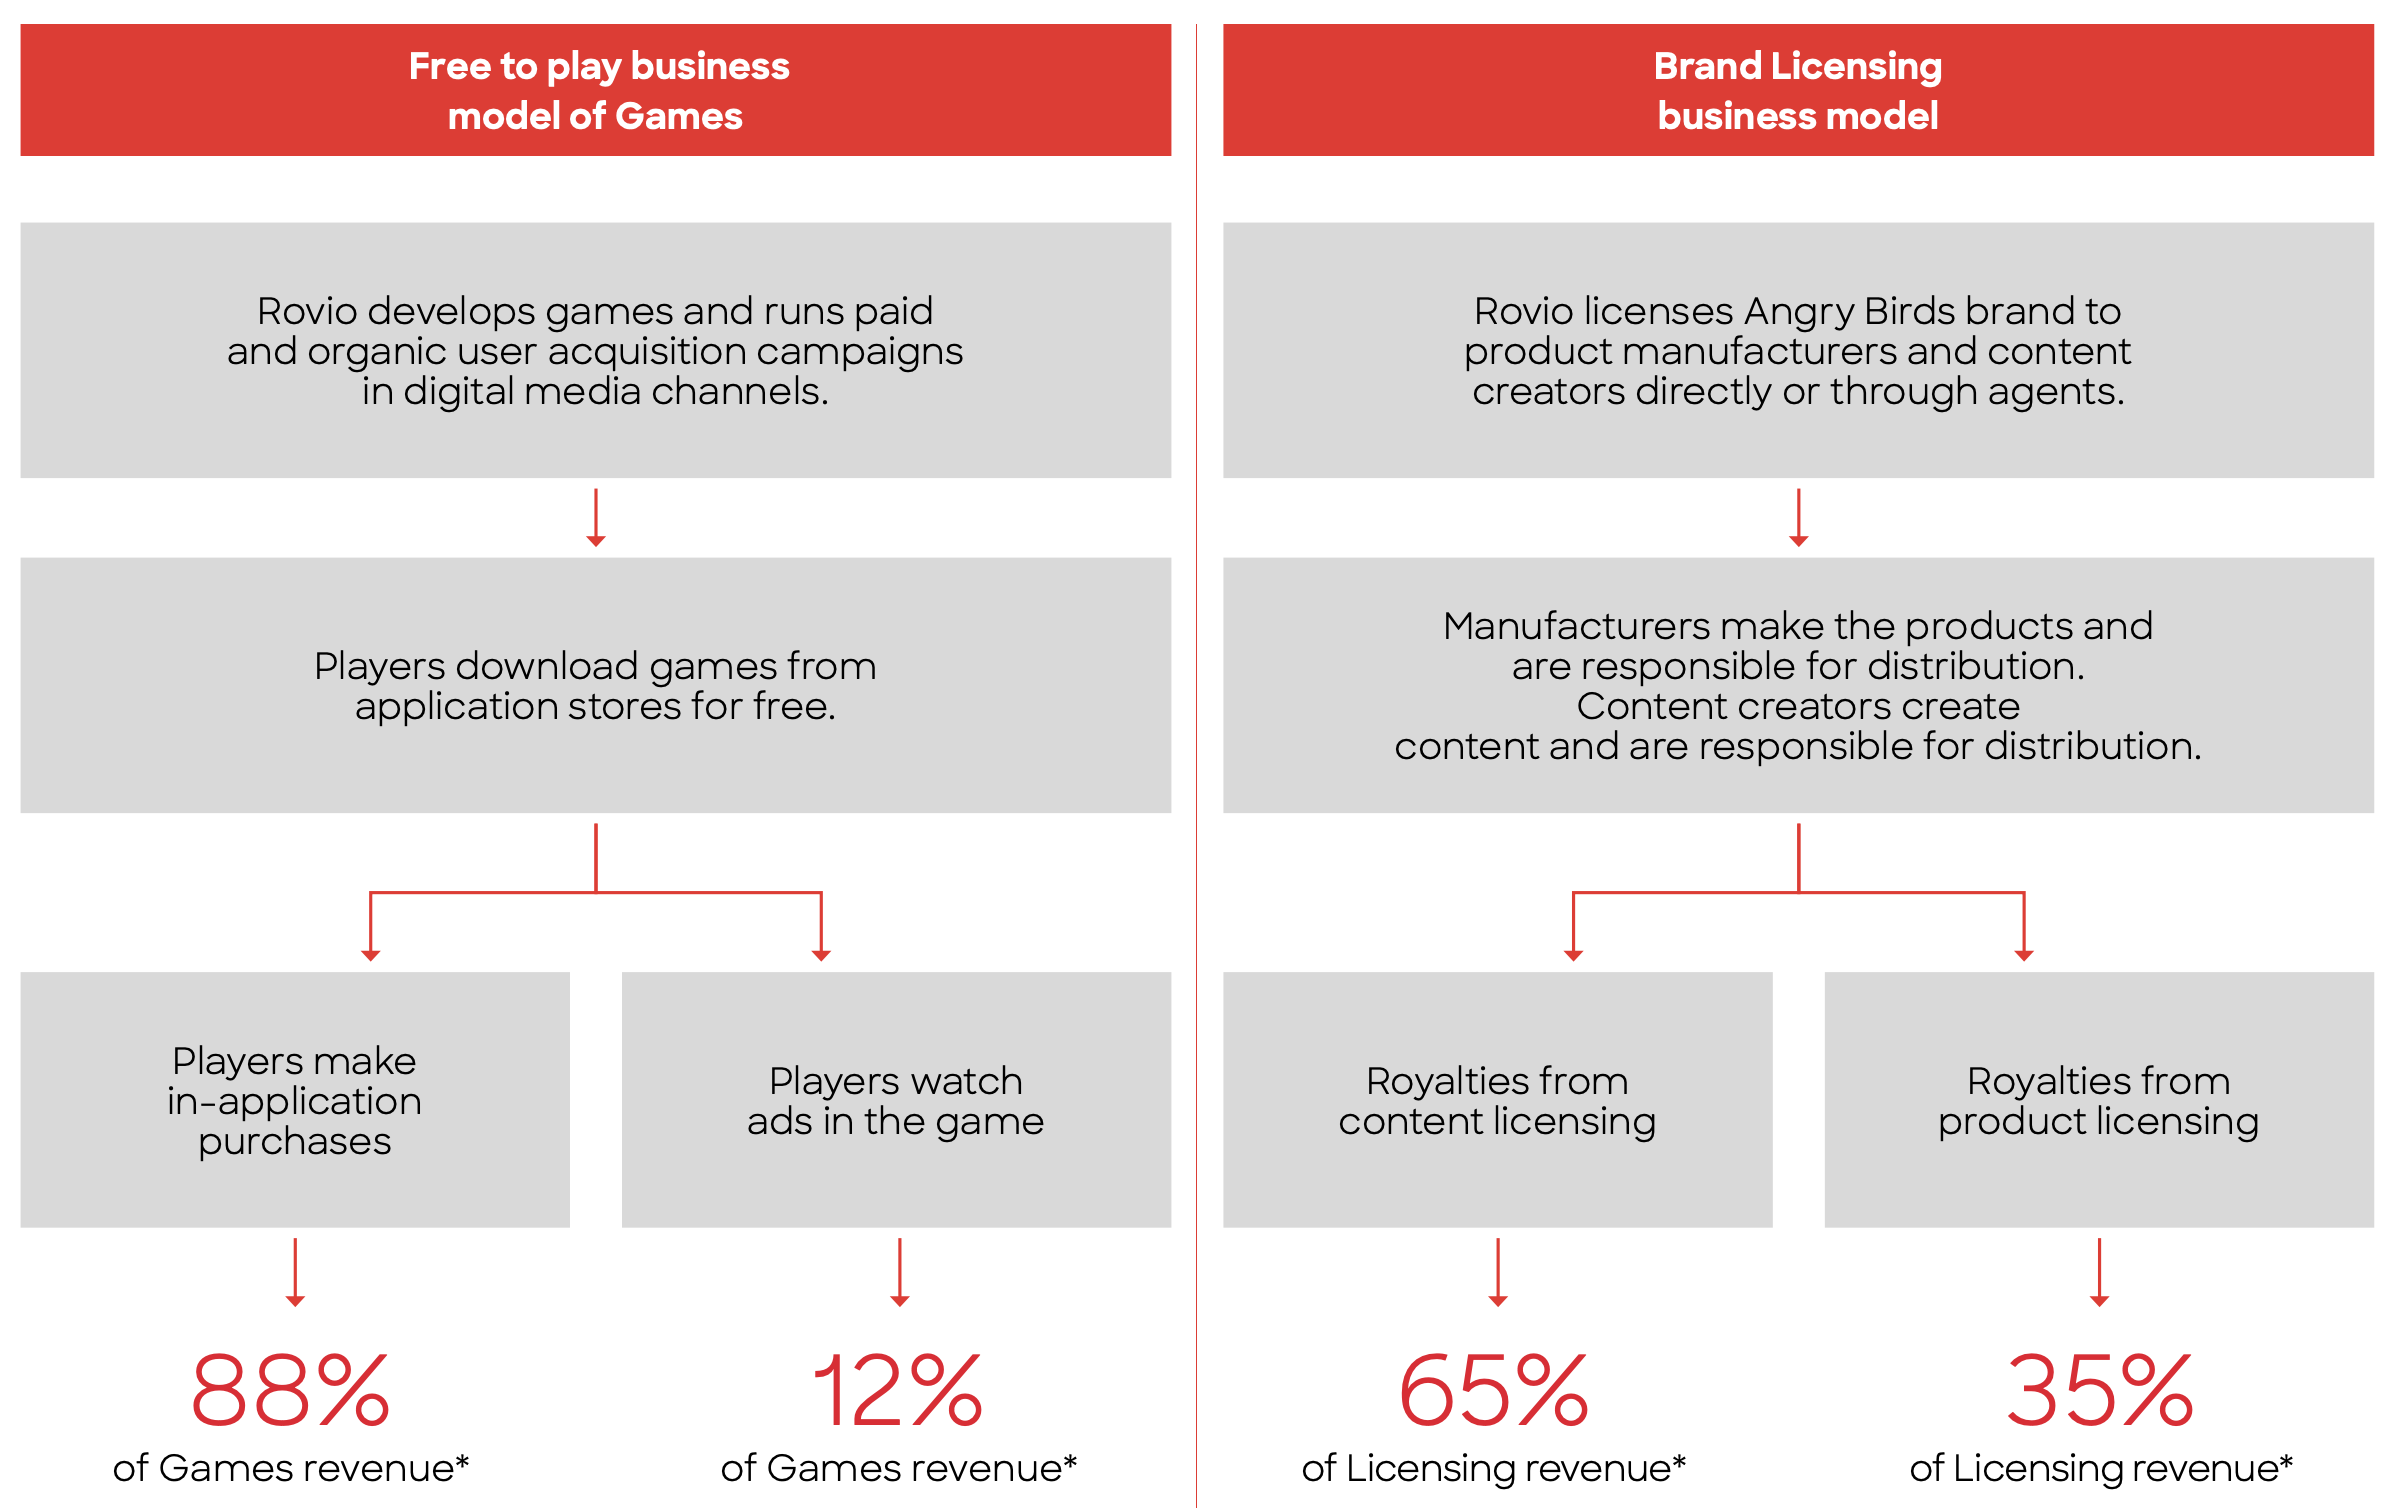 Free to play business
model of Games
Rovio develops games and runs paid
and organic user acquisition campaigns
in digital media channels.
Players download games from
application stores for free.
Players make
in-application
purchases
88%
of Games revenue*
Players watch
ads in the game
12%
of Games revenue*
Brand Licensing
business model
Rovio licenses Angry Birds brand to
product manufacturers and content
creators directly or through agents.
Manufacturers make the products and
are responsible for distribution.
Content creators create
content and are responsible for distribution.
Royalties from
content licensing
65%
of Licensing revenue*
Royalties from
product licensing
35%
of Licensing revenue*